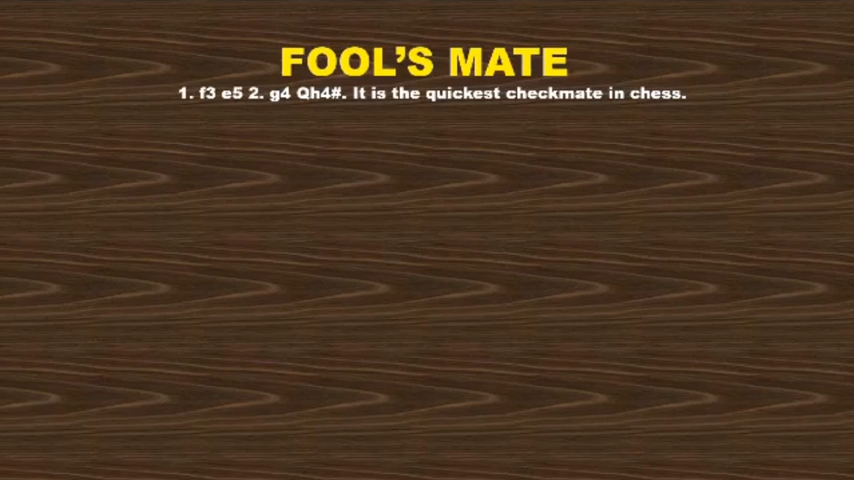 FOOL’S MATE
1. f3 e5 2. g4 Qh4#. It is the quickest checkmate in chess.